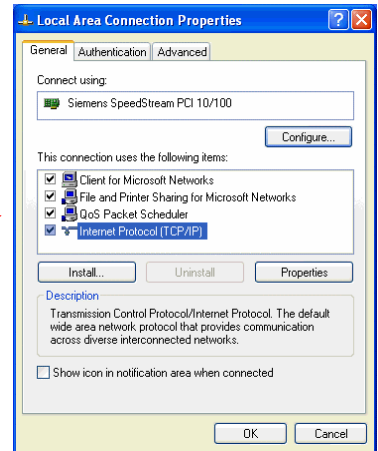 Local Area Connection Properties
General Authentication Advanced
Connect using:
Siemens SpeedStream PCI 10/100
Configure...
This connection uses the following items:
Client for Microsoft Networks
File and Printer Sharing for Microsoft Networks
QoS Packet Scheduler
Internet Protocol (TCP/IP)
Install... Uninstall Properties
Description
Transmission Control Protocol/Internet Protocol. The default
wide area network protocol that provides communication
across diverse interconnected networks.
Show icon in notification area when connected
OK Cancel